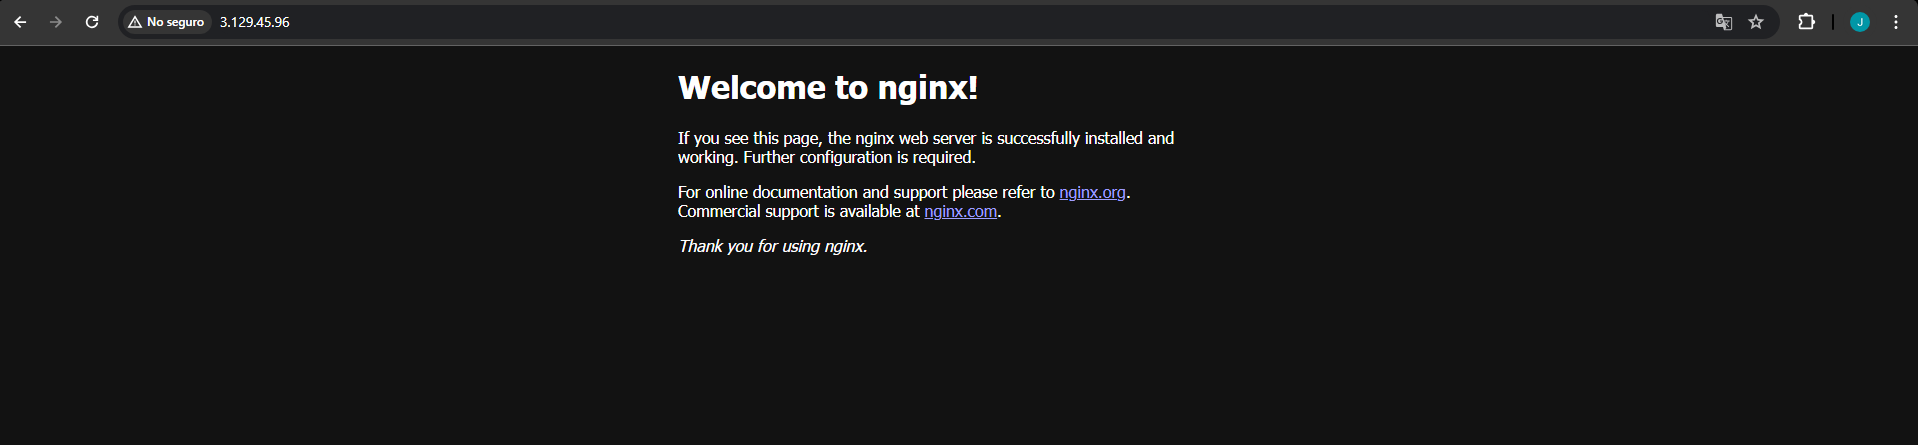 No seguro 3.129.45.96
J
Welcome to nginx!
If you see this page, the nginx web server is successfully installed and
working. Further configuration is required.
For online documentation and support please refer to nginx.org.
Commercial support is available at nginx.com.
Thank you for using nginx.